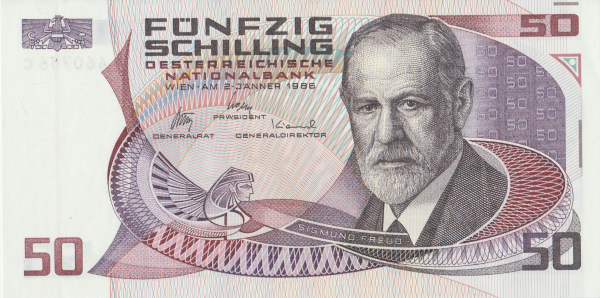 FÜNFZIG
SCHILLING
OESTERREICHISCHE
NATIONALBANK
WIEN·AM 2·JÄNNER 1986
PRÄSIDENT
GENERALRAT
GENERALDIREKTOR
50
SIGMUND FREUD
50
50